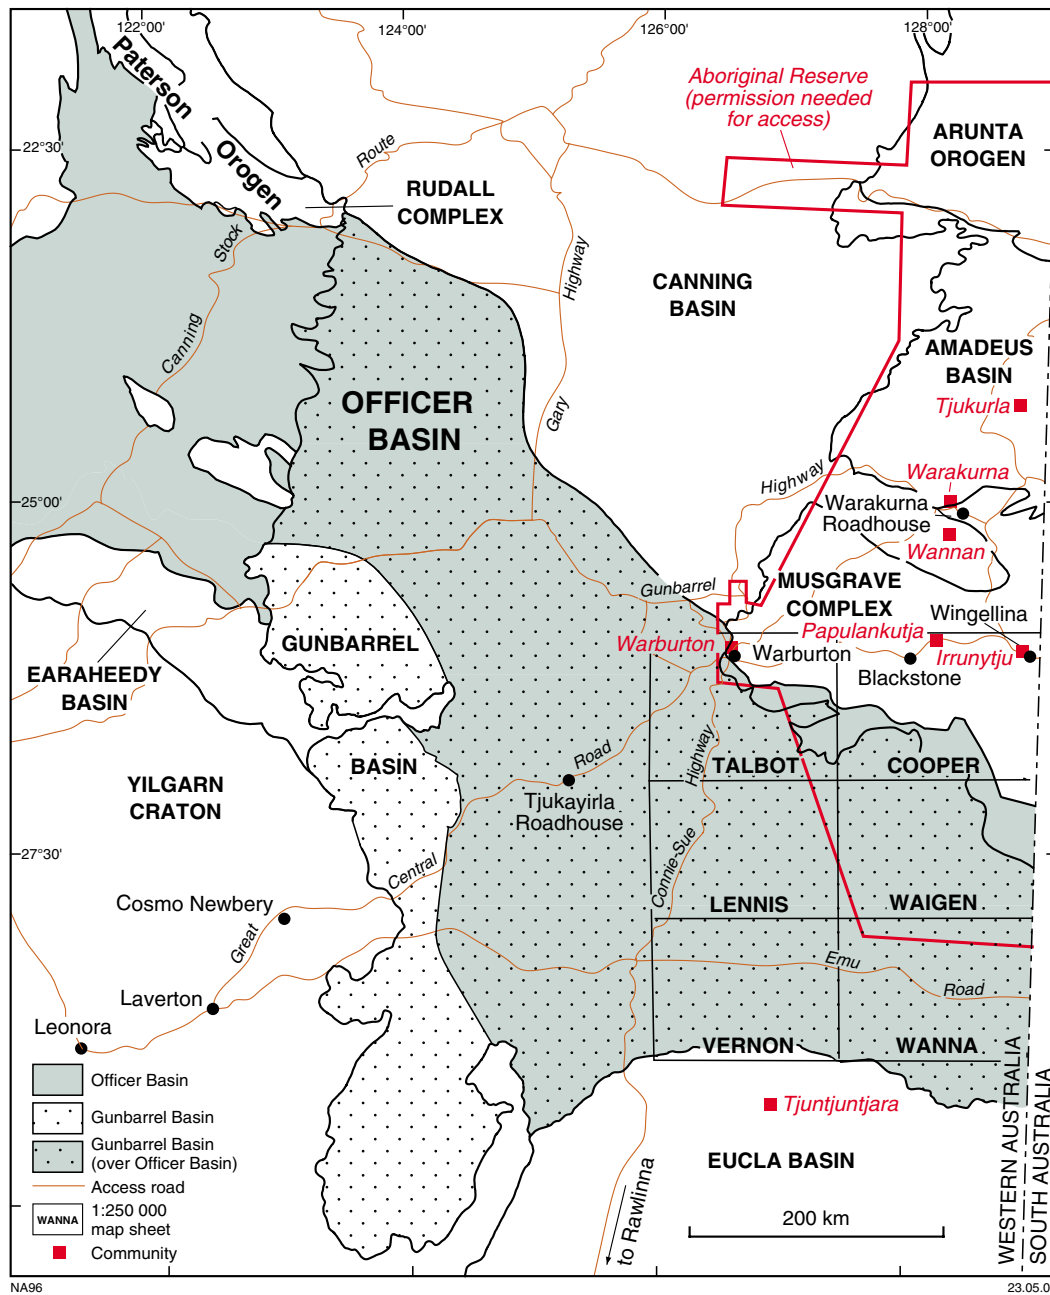 122°00'
124°00'
126°00'
128°00'
Paterson
Orogen
Aboriginal Reserve
(permission needed
for access)
ARUNTA
OROGEN
22°30'
Route
RUDALL
COMPLEX
Stock
Highway
CANNING
BASIN
Canning
AMADEUS
BASIN
OFFICER
BASIN
Gary
Tjukurla
Highway
Warakurna
25°00'
Warakurna
Roadhouse
Wannan
Gunbarrel
MUSGRAVE
COMPLEX
Wingellina
Papulankutja
GUNBARREL
Warburton
Warburton
Irrunytju
Blackstone
EARAHEEDY
BASIN
BASIN
Road
Highway
TALBOT
COOPER
YILGARN
CRATON
Tjukayirla
Roadhouse
27°30'
Central
Connie-Sue
Cosmo Newbery
LENNIS
WAIGEN
Great
Emu
Road
Laverton
Leonora
VERNON
WANNA
Officer Basin
Gunbarrel Basin
Gunbarrel Basin
(over Officer Basin)
Access road
WANNA
1:250 000
map sheet
Community
Tjuntjuntjara
EUCLA BASIN
to Rawlinna
200 km
WESTERN AUSTRALIA
SOUTH AUSTRALIA
NA96
23.05.0